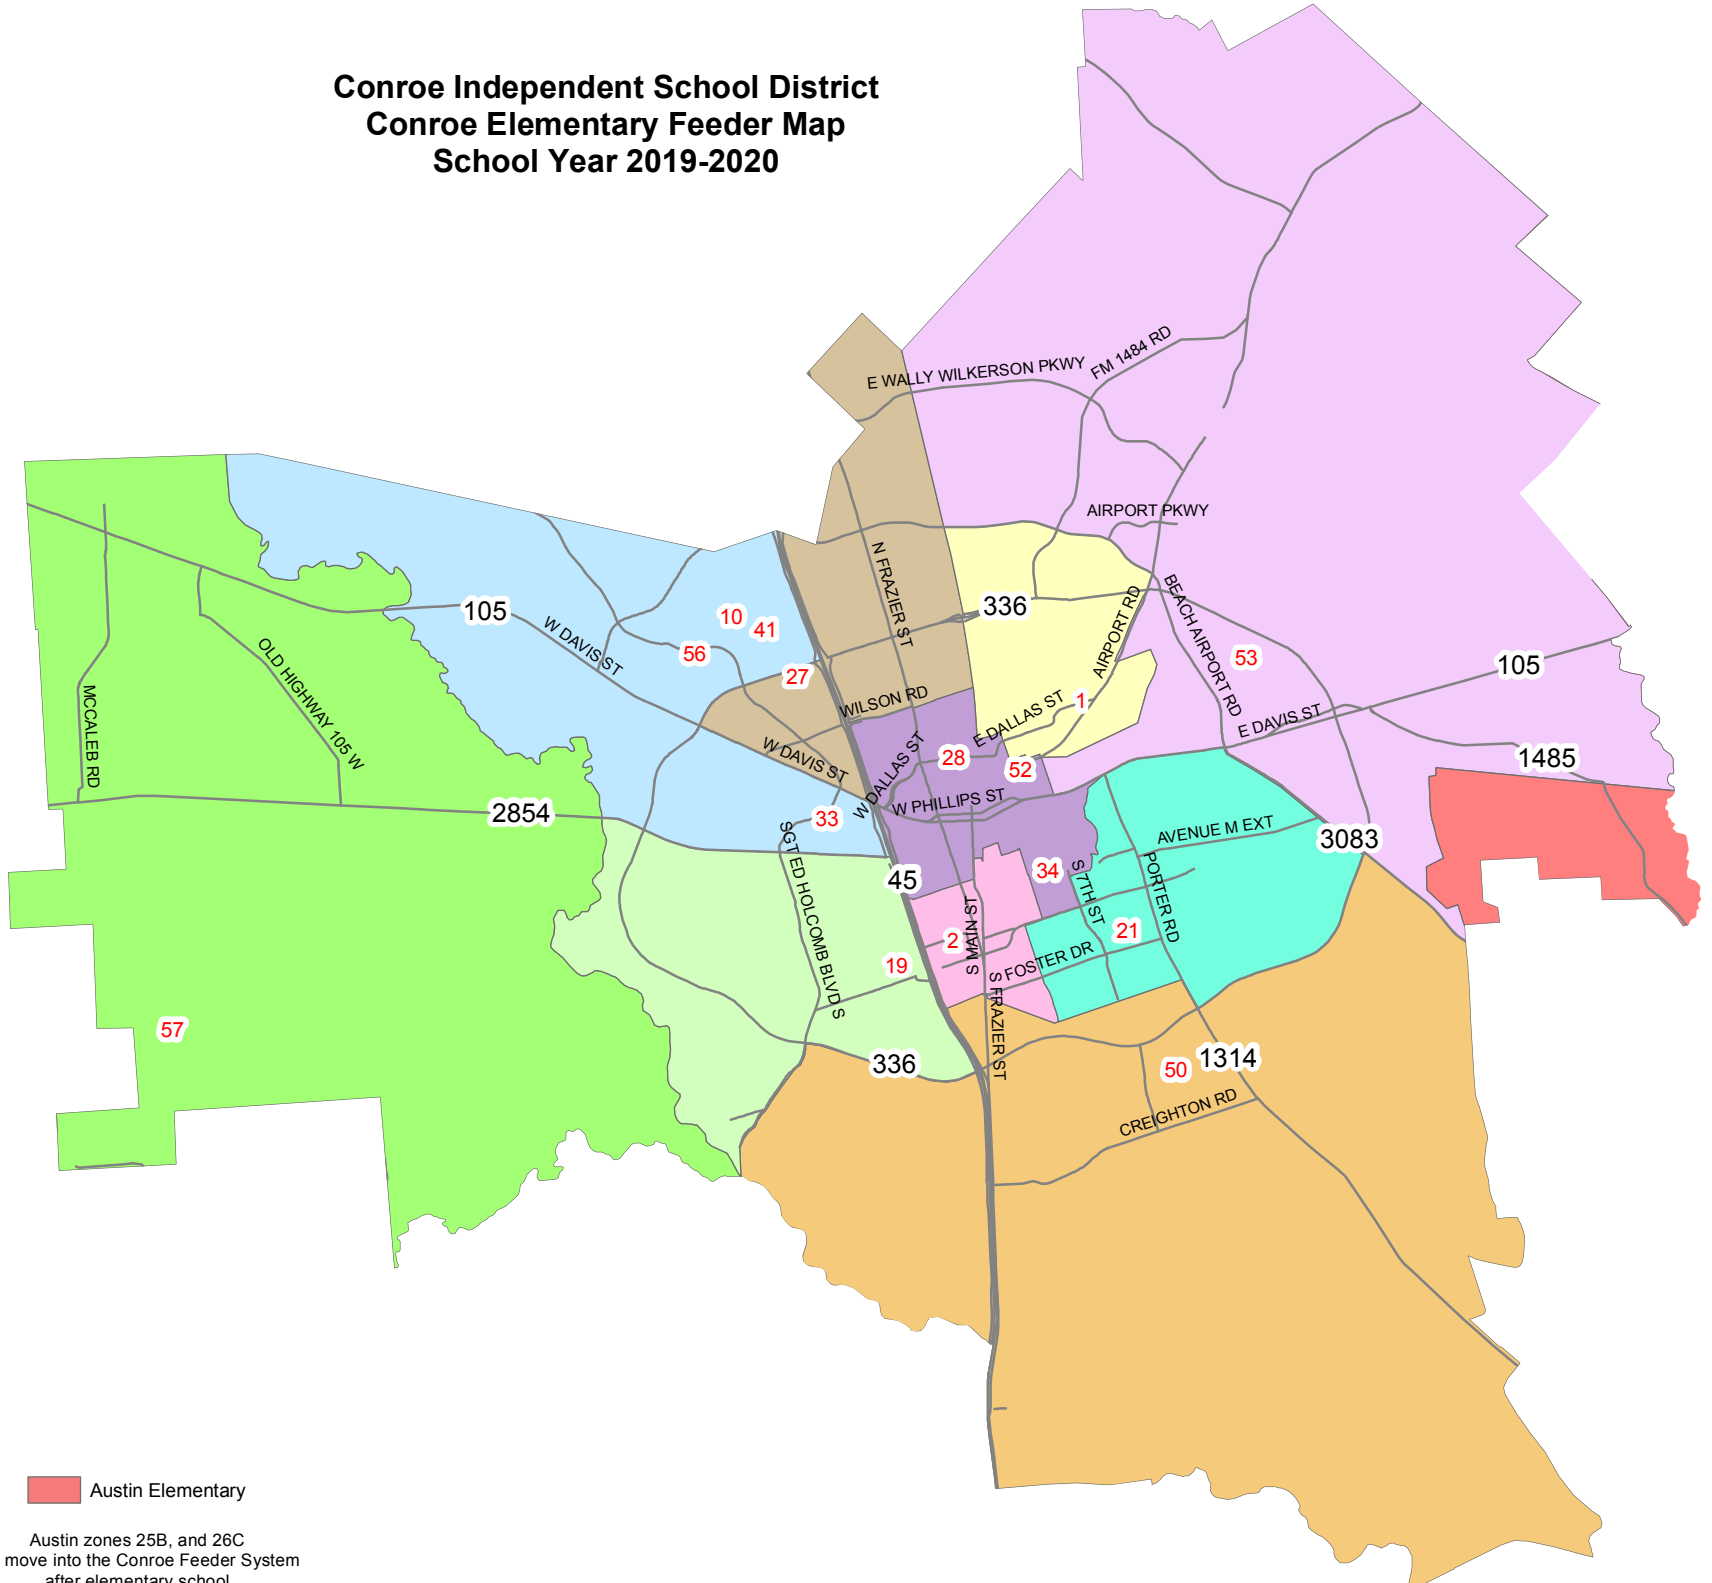 Conroe Independent School District
Conroe Elementary Feeder Map
School Year 2019-2020
E WALLY WILKERSON PKWY
FM 1484 RD
AIRPORT PKWY
N FRAZIER ST
336
AIRPORT RD
BEACH AIRPORT RD
105
W DAVIS ST
10
41
56
27
53
105
OLD HIGHWAY 105 W
MCCALEB RD
WILSON RD
E DALLAS ST
1
E DAVIS ST
W DAVIS ST
W DALLAS ST
28
52
1485
2854
33
W PHILLIPS ST
AVENUE M EXT
3083
SGT ED HOLCOMB BLVD S
45
34
S 7TH ST
PORTER RD
S MAIN ST
2
21
19
FOSTER DR
S FRAZIER ST
57
336
50
1314
CREIGHTON RD
Austin Elementary
Austin zones 25B, and 26C
move into the Conroe Feeder System
after elementary school